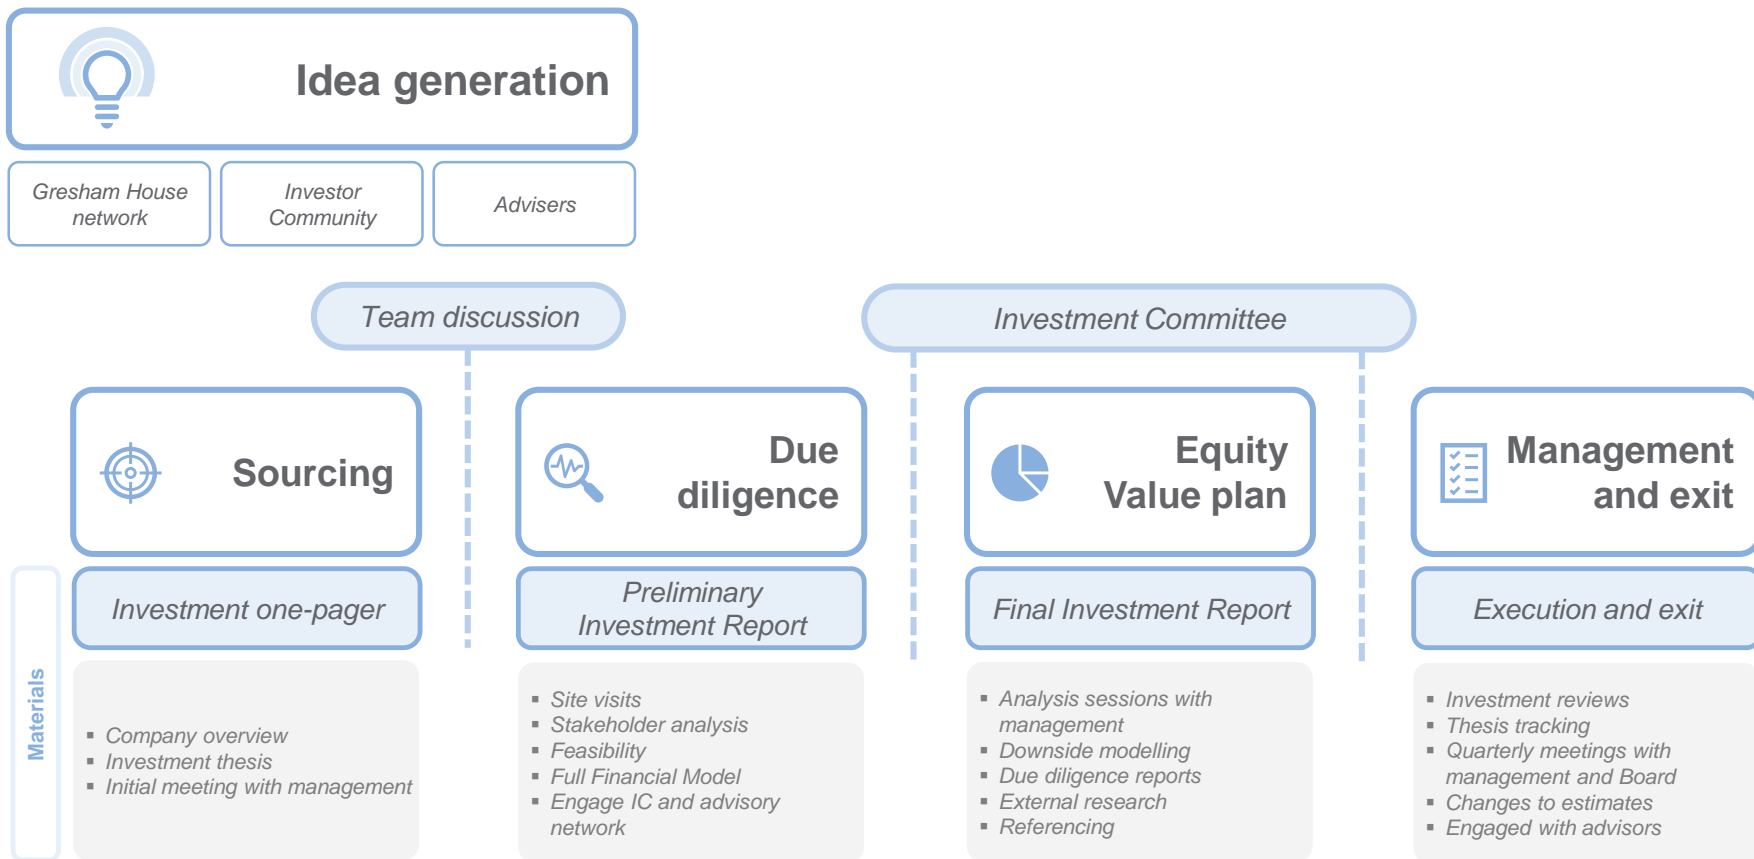 Idea generation
Gresham House
network
Investor
Community
Advisers
Team discussion
Investment Committee
Sourcing
Due
diligence
Equity
Value plan
Management
and exit
Materials
Investment one-pager
Preliminary
Investment Report
Final Investment Report
Execution and exit
▪ Company overview
▪ Investment thesis
▪ Initial meeting with management
▪ Site visits
▪ Stakeholder analysis
▪ Feasibility
▪ Full Financial Model
▪ Engage IC and advisory
network
▪ Analysis sessions with
management
▪ Downside modelling
▪ Due diligence reports
▪ External research
▪ Referencing
▪ Investment reviews
▪ Thesis tracking
▪ Quarterly meetings with
management and Board
▪ Changes to estimates
▪ Engaged with advisors